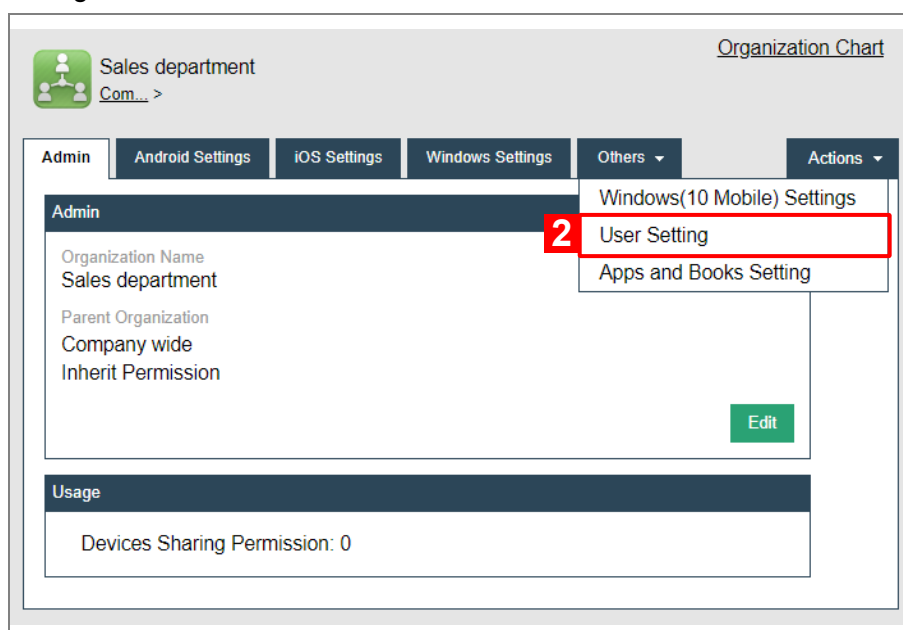 Sales department
Com... >
Organization Chart
Admin
Android Settings
iOS Settings
Windows Settings
Others
Actions
Windows(10 Mobile) Settings
2
User Setting
Apps and Books Setting
Admin
Organization Name
Sales department
Parent Organization
Company wide
Inherit Permission
Edit
Usage
Devices Sharing Permission: 0